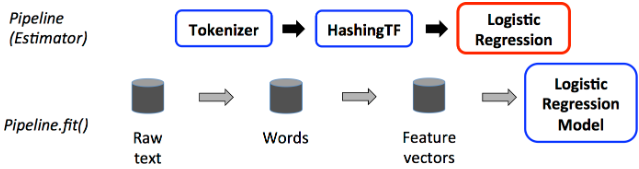 Pipeline
(Estimator)
Tokenizer
HashingTF
Logistic
Regression
Pipeline.fit()
Raw
text
Words
Feature
vectors
Logistic
Regression
Model